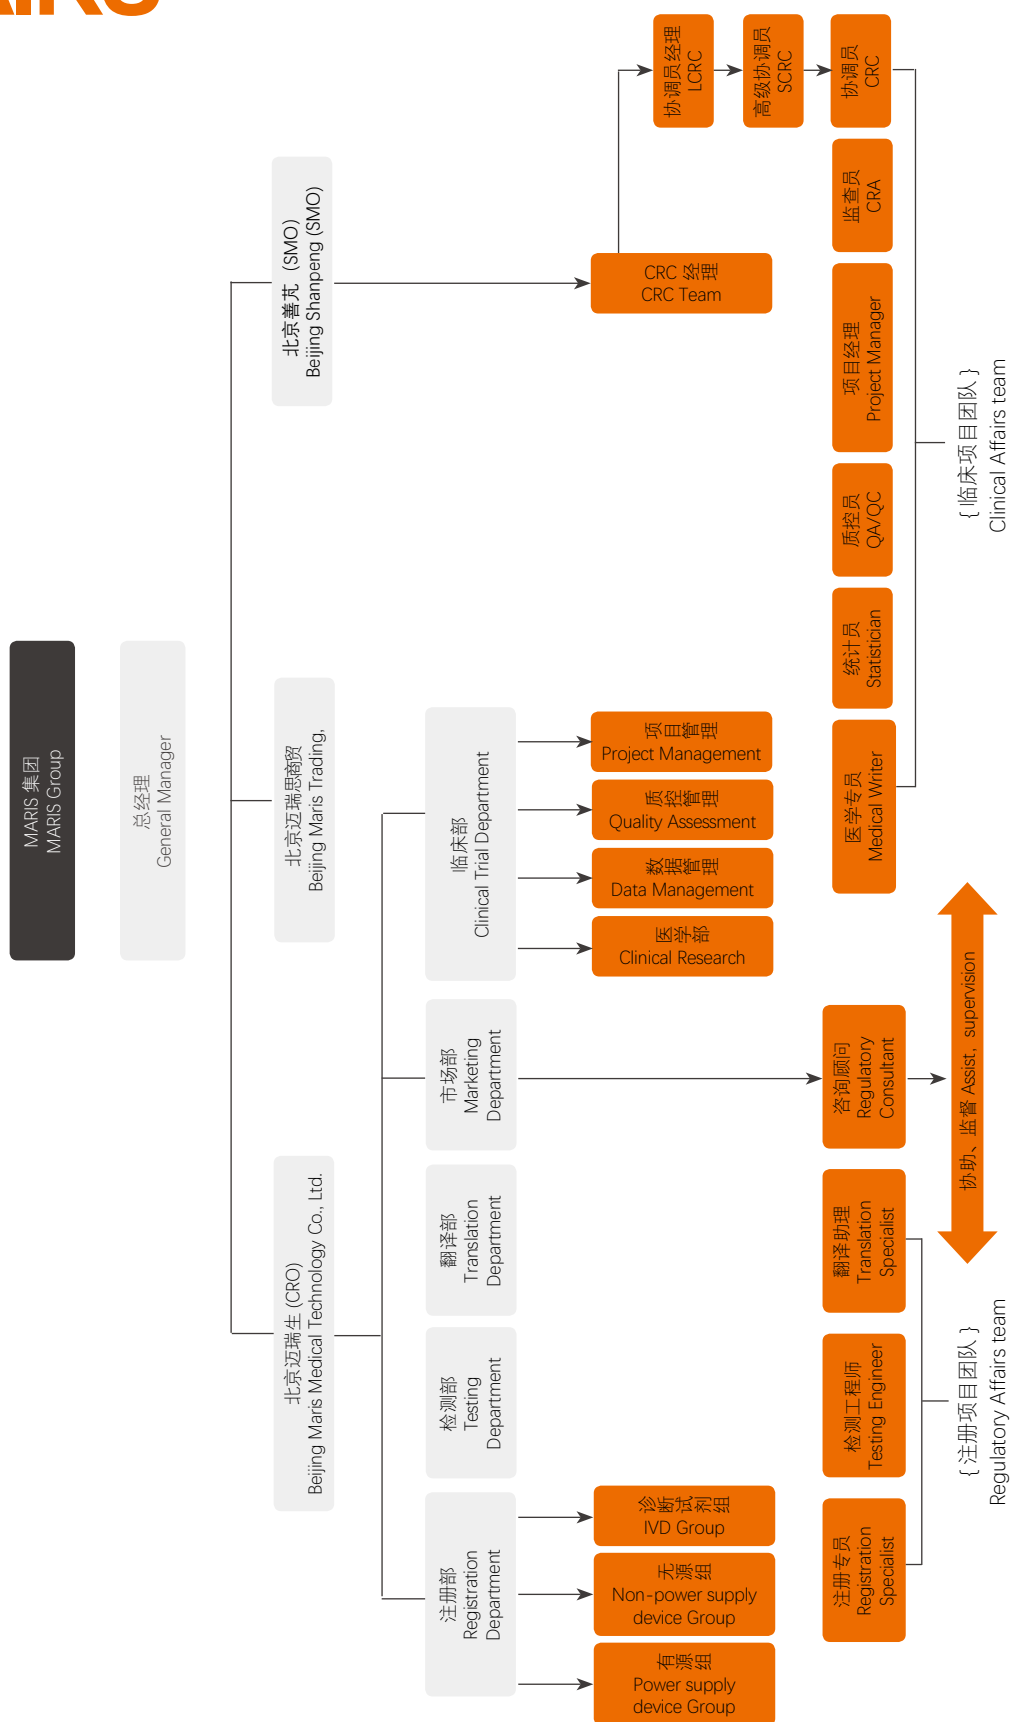 MARIS 集团
MARIS Group
总经理
General Manager
北京迈瑞生 (CRO)
Beijing Maris Medical Technology Co., Ltd.
北京迈瑞思商贸
Beijing Maris Trading,
北京善芃（SMO）
Beijing Shanpeng (SMO)
注册部
Registration
Department
检测部
Testing
Department
翻译部
Translation
Department
市场部
Marketing
Department
临床部
Clinical Trial Department
有源组
Power supply
device Group
无源组
Non-power supply
device Group
诊断试剂组
IVD Group
医学部
Clinical Research
数据管理
Data Management
质控管理
Quality Assessment
项目管理
Project Management
CRC 经理
CRC Team
协调员经理
LCRC
高级协调员
SCRC
协调员
CRC
监查员
CRA
项目经理
Project Manager
质控员
QA/QC
统计员
Statistician
医学专员
Medical Writer
咨询顾问
Regulatory
Consultant
翻译助理
Translation
Specialist
检测工程师
Testing Engineer
注册专员
Registration
Specialist
{ 注册项目团队 }
Regulatory Affairs team
协助、监督 Assist，supervision
{ 临床项目团队 }
Clinical Affairs team